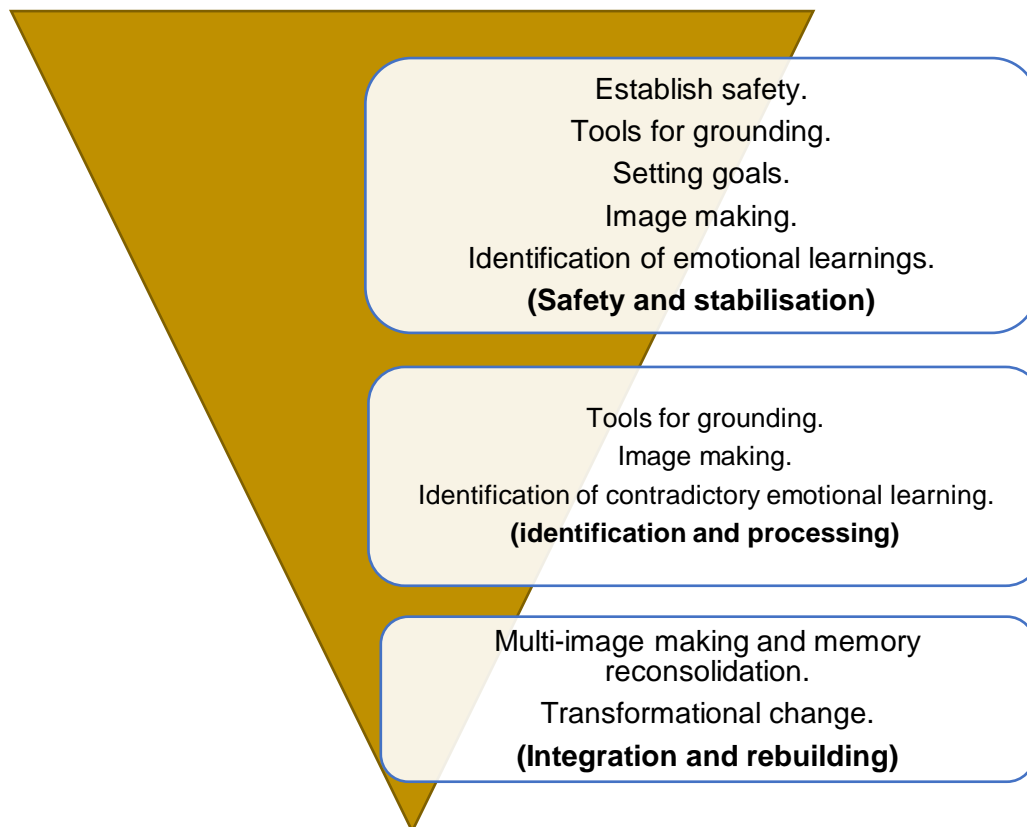 Establish safety.
Tools for grounding.
Setting goals.
Image making.
Identification of emotional learnings.
(Safety and stabilisation)
Tools for grounding.
Image making.
Identification of contradictory emotional learning.
(identification and processing)
Multi-image making and memory
reconsolidation.
Transformational change.
(Integration and rebuilding)